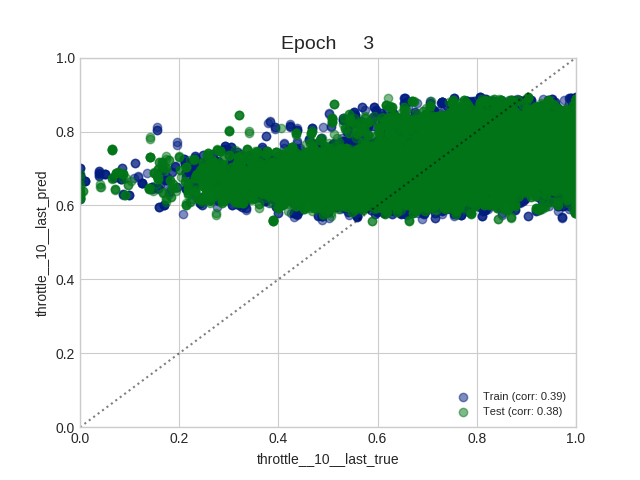 Epoch     3
throttle__10__last_pred
1.0
0.8
0.6
0.4
0.2
0.0
0.0 0.2 0.4 0.6 0.8 1.0
throttle__10__last_true
Train (corr: 0.39)
Test (corr: 0.38)